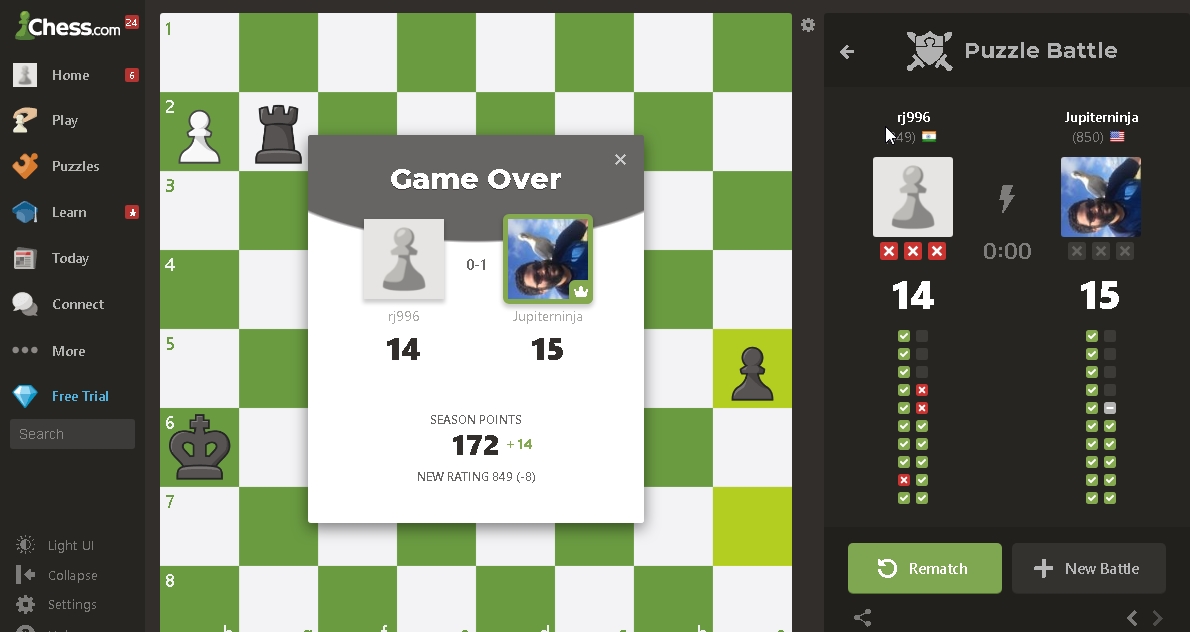 Chess.com
24
Home
6
Play
Puzzles
Learn
Today
Connect
More
Free Trial
Search
Light UI
Collapse
Settings
1
2
3
4
5
6
7
8
Game Over
0-1
rj996
Jupiterninja
14
15
SEASON POINTS
172 +14
NEW RATING 849 (-8)
Puzzle Battle
rj996
Jupiterninja
(850)
0:00
14
15
Rematch
New Battle